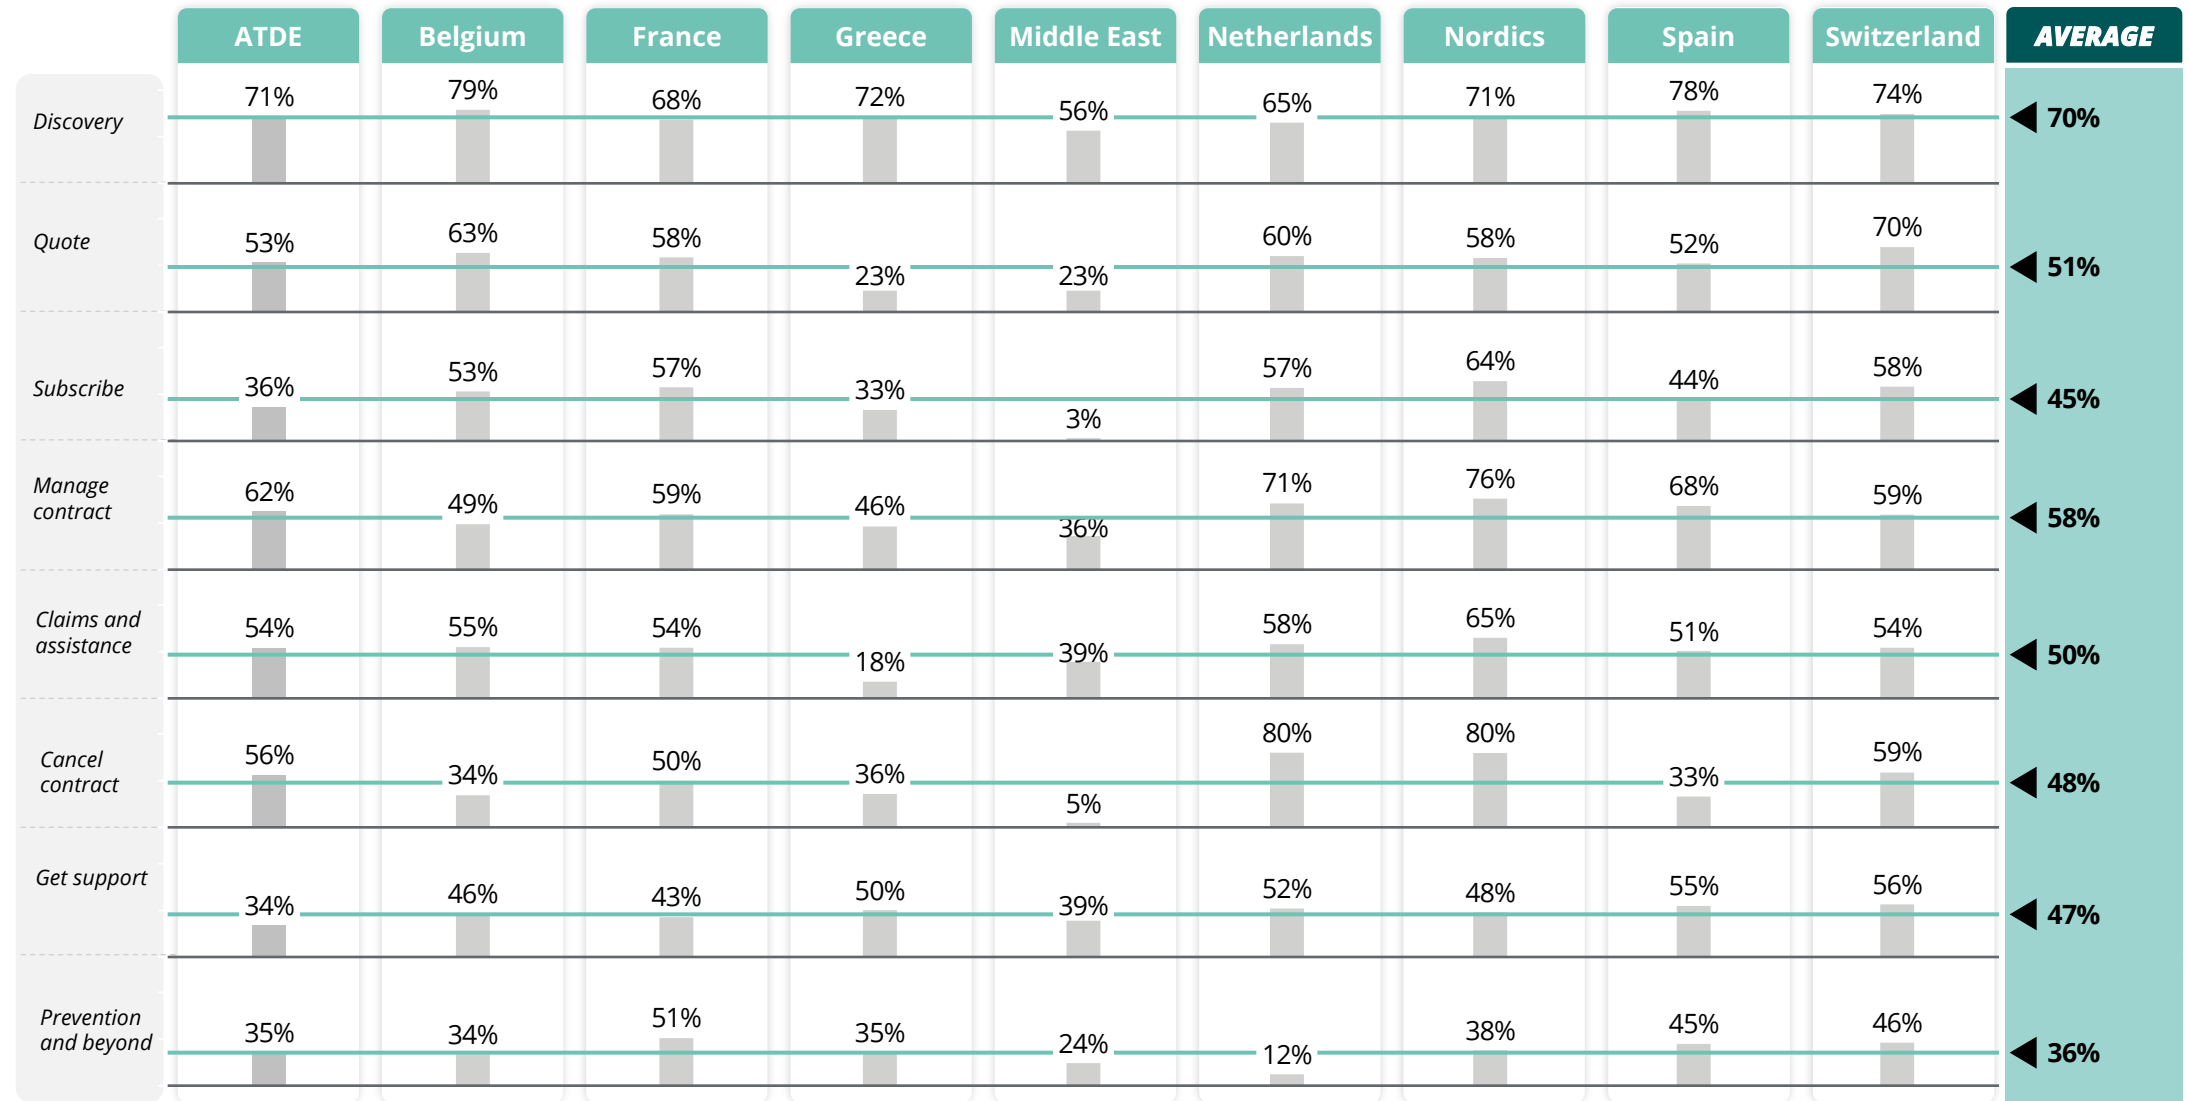 ATDE Belgium France Greece Middle East Netherlands Nordics Spain Switzerland AVERAGE
Discovery 71% 79% 68% 72% 56% 65% 71% 78% 74% 70%
Quote 53% 63% 58% 23% 23% 60% 58% 52% 70% 51%
Subscribe 36% 53% 57% 33% 3% 57% 64% 44% 58% 45%
Manage
contract 62% 49% 59% 46% 36% 71% 76% 68% 59% 58%
Claims and
assistance 54% 55% 54% 18% 39% 58% 65% 51% 54% 50%
Cancel
contract 56% 34% 50% 36% 5% 80% 80% 33% 59% 48%
Get support 34% 46% 43% 50% 39% 52% 48% 55% 56% 47%
Prevention
and beyond 35% 34% 51% 35% 24% 12% 38% 45% 46% 36%